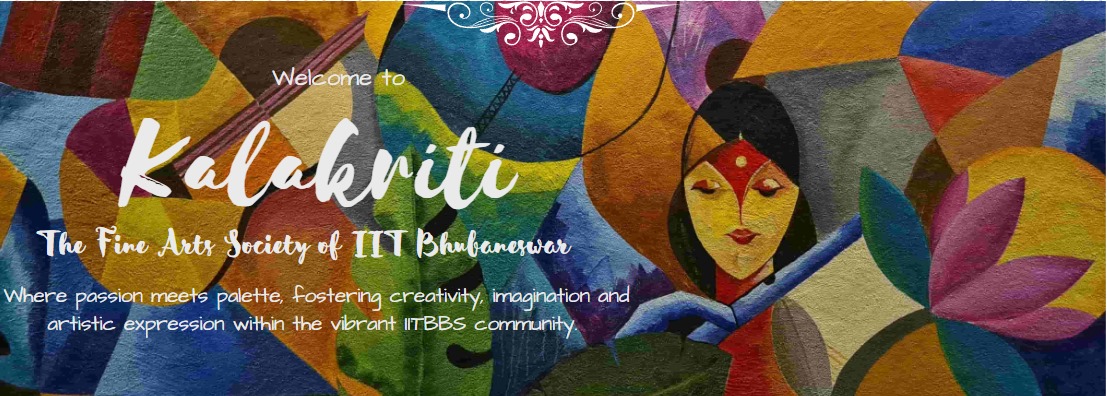 Welcome to
Kalakriti
The Fine Arts Society of IIT Bhubaneswar
Where passion meets palette, fostering creativity, imagination and
artistic expression within the vibrant IITBBS community.